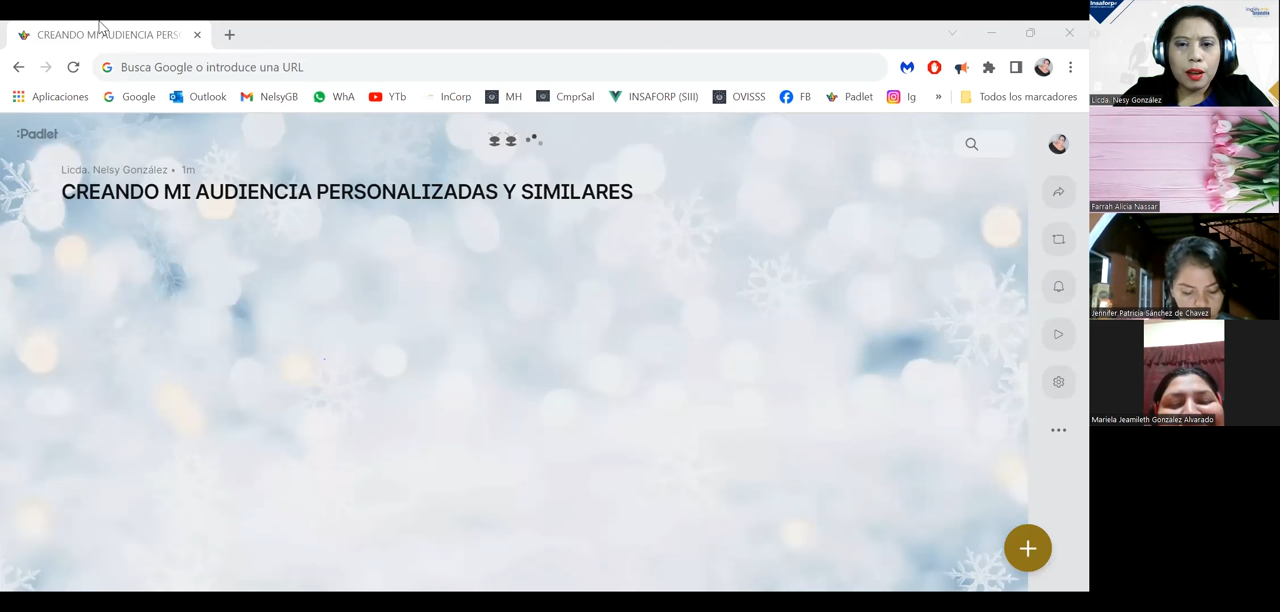 CREANDO MI AUDIENCIA PERS
Busca Google o introduce una URL
Aplicaciones Google Outlook NelsyGB WhA YTb InCorp MH CmprSal INSAFORP (SIII) OVISSS FB Padlet Ig » Todos los marcadores
:Padlet
Licda. Nelsy González • 1m
CREANDO MI AUDIENCIA PERSONALIZADAS Y SIMILARES
Insaforp
Licda. Nesy González
Farrah Alicia Nassar
Jennifer Patricia Sánchez de Chavez
Mariela Jeamileth Gonzalez Alvarado